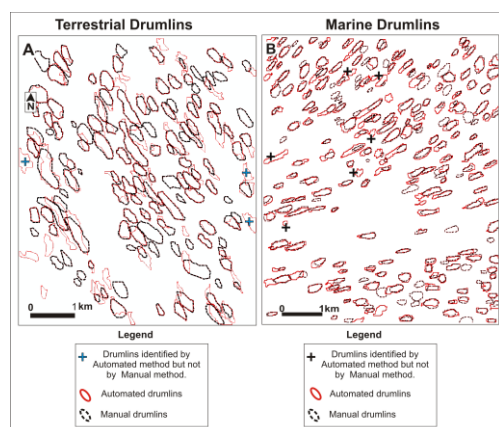 Terrestrial Drumlins
Marine Drumlins
A
B
N
0 1km
0 1km
Legend
Drumlins identified by
Automated method but not
by Manual method.
Automated drumlins
Manual drumlins
Legend
Drumlins identified by
Automated method but not
by Manual method.
Automated drumlins
Manual drumlins